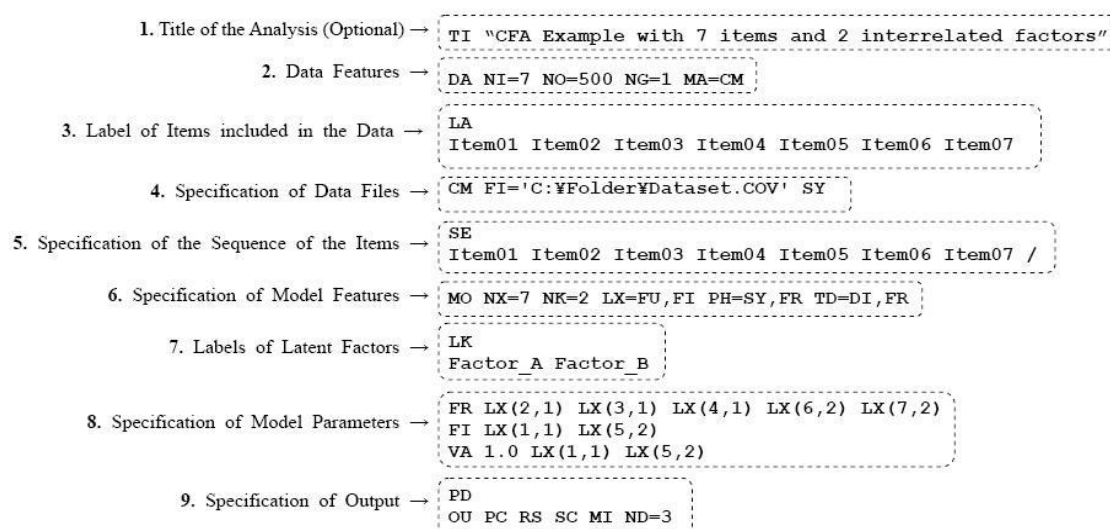 1. Title of the Analysis (Optional) → TI “CFA Example with 7 items and 2 interrelated factors”
2. Data Features → DA NI=7 NO=500 NG=1 MA=CM
3. Label of Items included in the Data → LA
Item01 Item02 Item03 Item04 Item05 Item06 Item07
4. Specification of Data Files → CM FI='C:¥Folder¥Dataset.COV' SY
5. Specification of the Sequence of the Items → SE
Item01 Item02 Item03 Item04 Item05 Item06 Item07 /
6. Specification of Model Features → MO NX=7 NK=2 LX=FU,FI PH=SY,FR TD=DI,FR
7. Labels of Latent Factors → LK
Factor_A Factor_B
8. Specification of Model Parameters → FR LX(2,1) LX(3,1) LX(4,1) LX(6,2) LX(7,2)
FI LX(1,1) LX(5,2)
VA 1.0 LX(1,1) LX(5,2)
9. Specification of Output → PD
OU PC RS SC MI ND=3